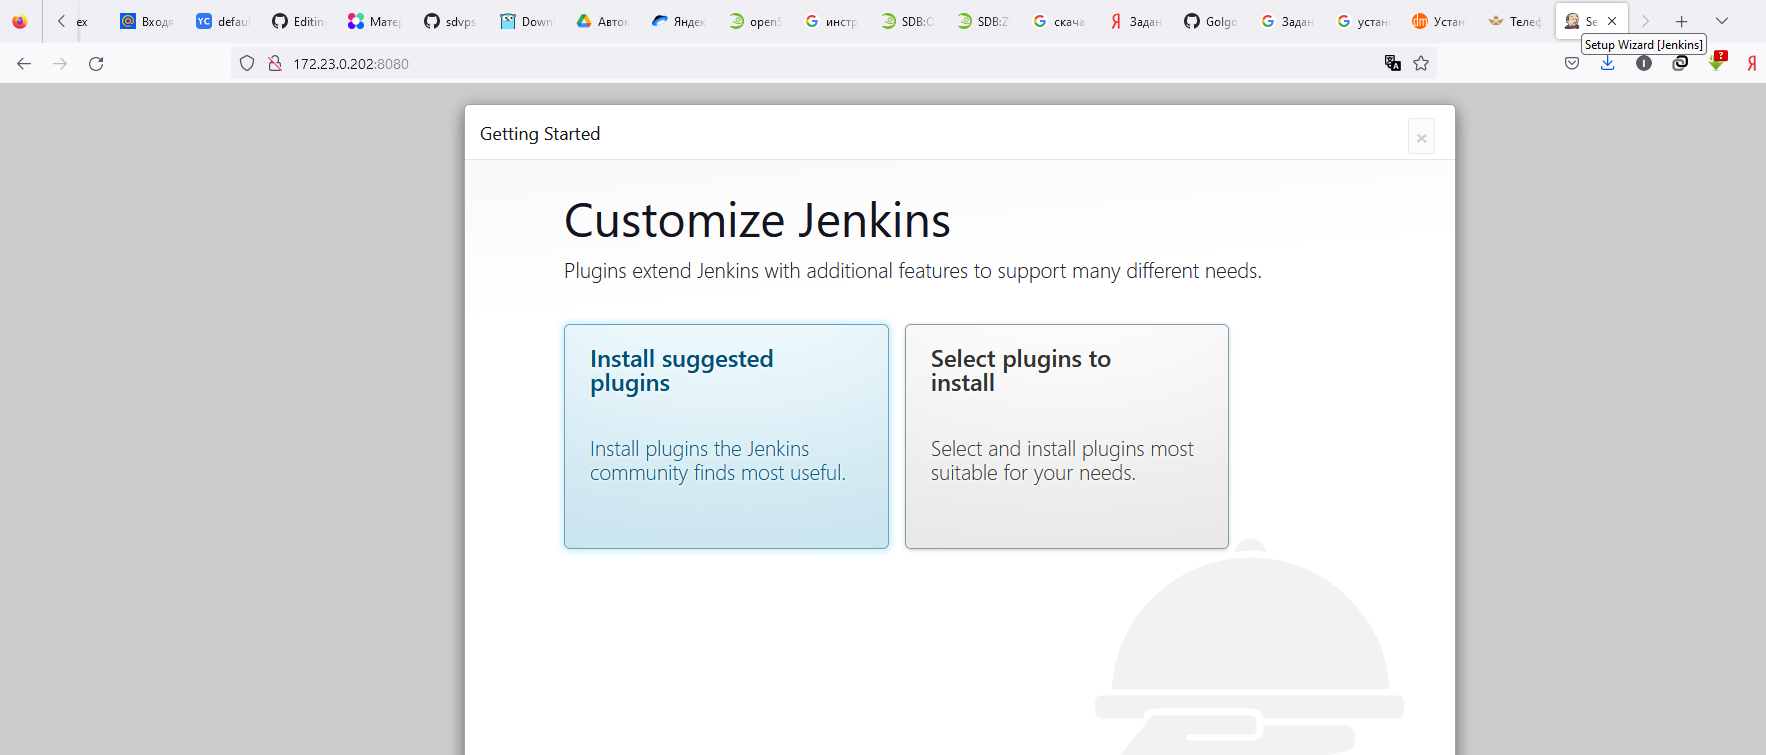 ex
Входя
YC defau
Editin
Матер
sdvps
Down
Автом
Яндек
openS
инстр
SDB:O
SDB:Z
скача
Я Задан
Golgo
Задан
устан
dm Устан
Телеф
Se
Setup Wizard [Jenkins]
172.23.0.202:8080
Я
Getting Started
Customize Jenkins
Plugins extend Jenkins with additional features to support many different needs.
Install suggested
plugins
Install plugins the Jenkins
community finds most useful.
Select plugins to
install
Select and install plugins most
suitable for your needs.